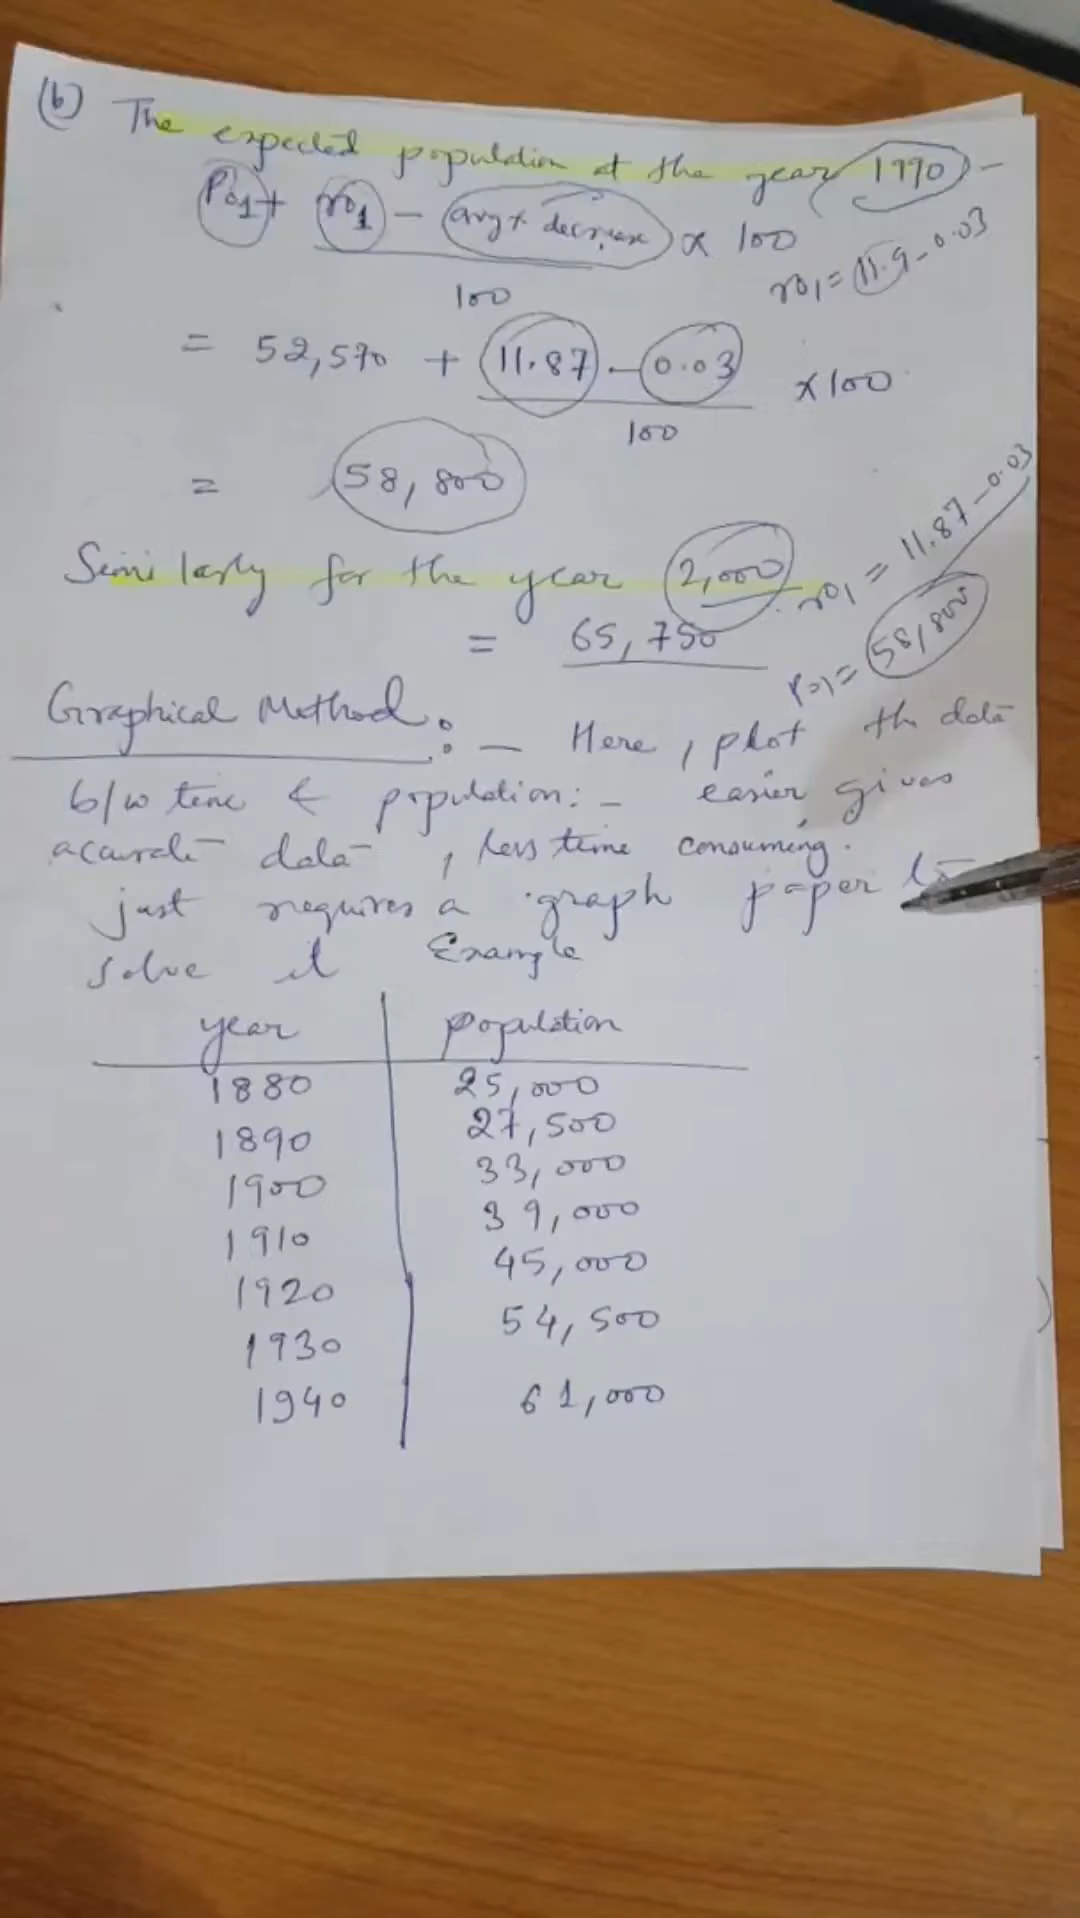 (b) The expected population at the year 1990 -
P01 + r01 - (avg % decrease) x 100
100
r01 = 11.9 - 0.03
= 52,570 + 11.87 - 0.03 x 100
100
= 58,800
r01 = 11.87 - 0.03
Similarly for the year 2,000
= 65,750
P01 = 58,800
Graphical Method :- Here, plot the data
b/w time & population:- easier gives
accurate data, less time consuming.
just requires a graph paper to
solve it Example
year population
1880 25,000
1890 27,500
1900 33,000
1910 39,000
1920 45,000
1930 54,500
1940 61,000